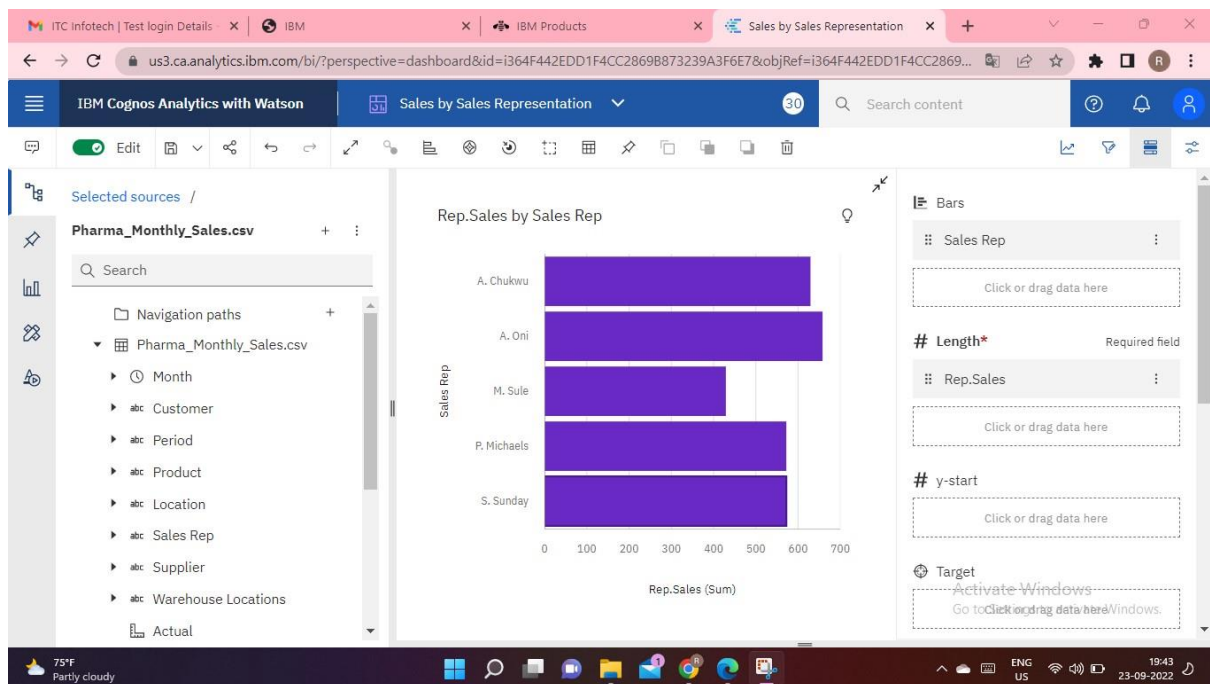 ITC Infotech | Test login Details
IBM
IBM Products
Sales by Sales Representation
us3.ca.analytics.ibm.com/bi/?perspective=dashboard&id=i364F442EDD1F4CC2869B873239A3F6E7&objRef=i364F442EDD1F4CC2869...
R
IBM Cognos Analytics with Watson
Sales by Sales Representation
30
Search content
Edit
Selected sources /
Pharma_Monthly_Sales.csv
Search
Navigation paths
Pharma_Monthly_Sales.csv
Month
abc Customer
abc Period
abc Product
abc Location
abc Sales Rep
abc Supplier
abc Warehouse Locations
Actual
Rep.Sales by Sales Rep
Sales Rep
A. Chukwu
A. Oni
M. Sule
P. Michaels
S. Sunday
0 100 200 300 400 500 600 700
Rep.Sales (Sum)
Bars
Sales Rep
Click or drag data here
# Length* Required field
Rep.Sales
Click or drag data here
# y-start
Click or drag data here
Target
Activate Windows
Click or drag data here
75°F
Partly cloudy
1
ENG
US
19:43
23-09-2022